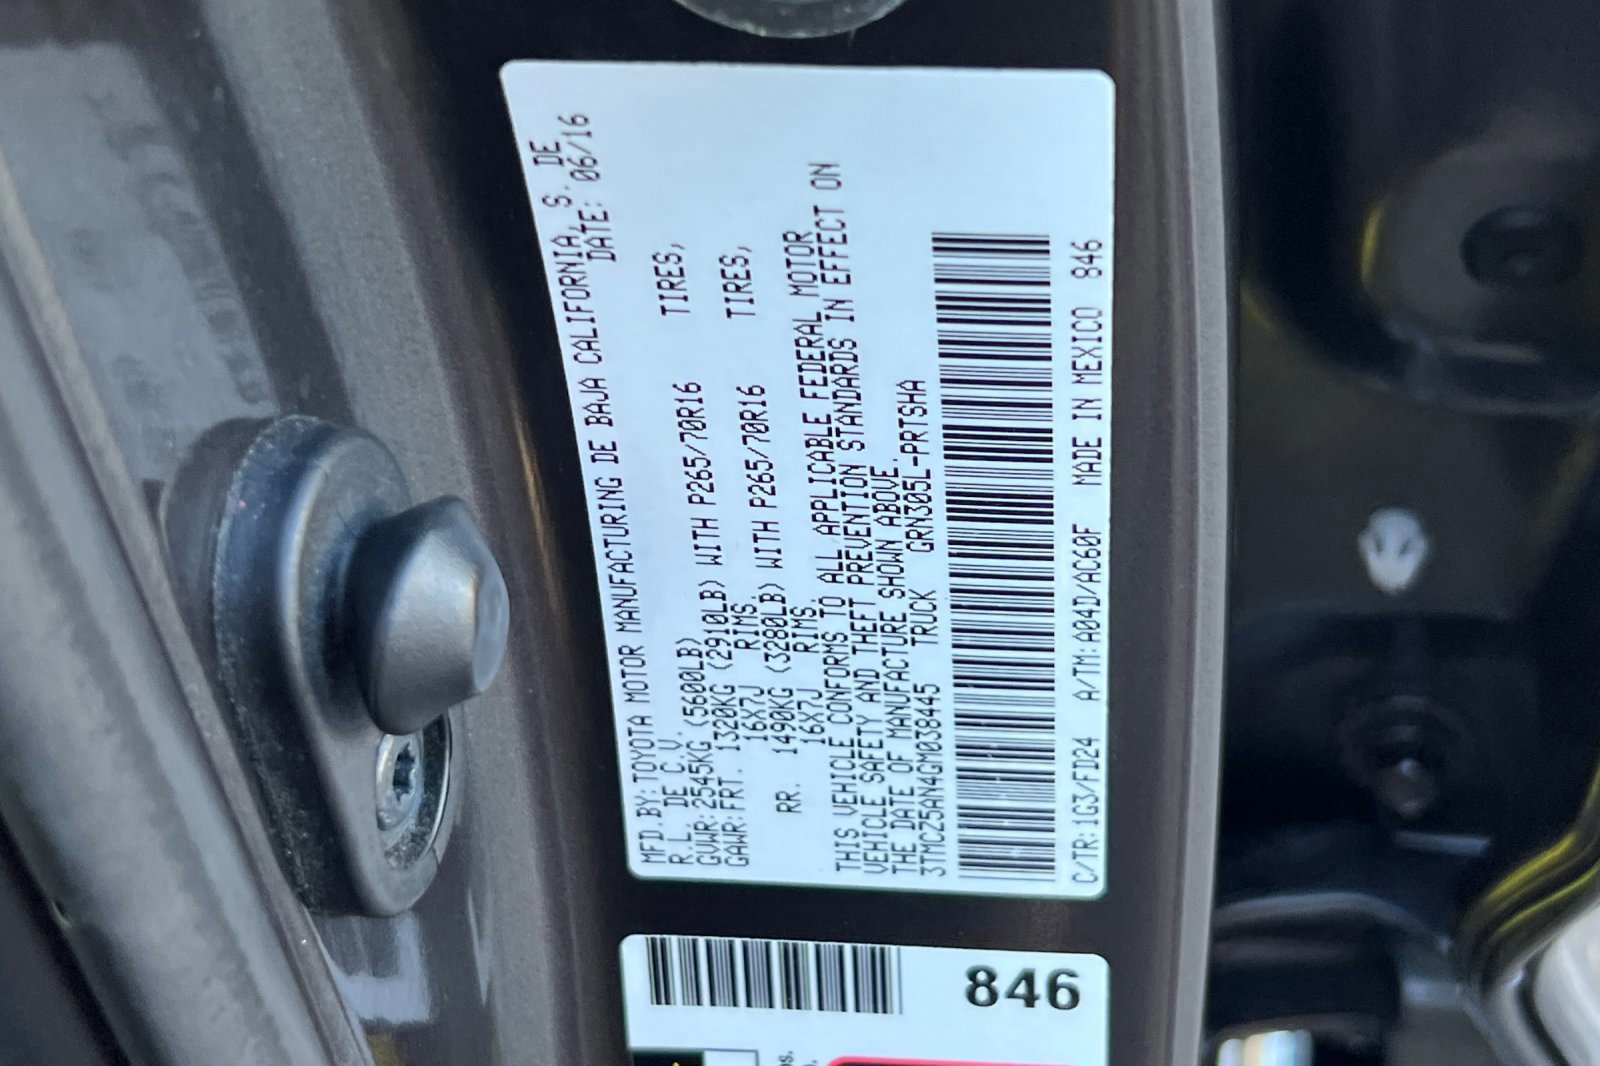 MFD.BY:TOYOTA MOTOR MANUFACTURING DE BAJA CALIFORNIA, S. DE
R.L. DE C.V. DATE: 06/16
GVWR:2545KG (5600LB)
GAWR:FRT. 1320KG (2910LB) WITH P265/70R16 TIRES,
16X7J RIMS.
RR. 1490KG (3280LB) WITH P265/70R16 TIRES,
16X7J RIMS.
THIS VEHICLE CONFORMS TO ALL APPLICABLE FEDERAL MOTOR
VEHICLE SAFETY AND THEFT PREVENTION STANDARDS IN EFFECT ON
THE DATE OF MANUFACTURE SHOWN ABOVE.
3TMCZ5AN4GM038445 TRUCK GRN305L-PRTSHA
C/TR:1G3/FD24 A/TM:A04D/AC60F MADE IN MEXICO 846
846